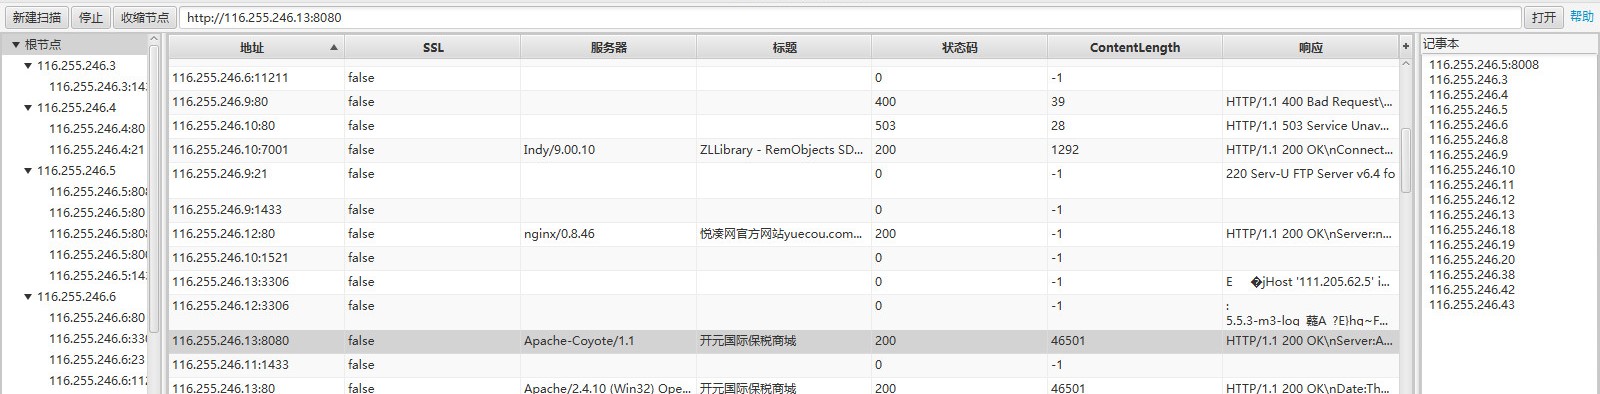 新建扫描 停止 收缩节点 http://116.255.246.13:8080 打开 帮助
根节点
116.255.246.3
116.255.246.3:143
116.255.246.4
116.255.246.4:80
116.255.246.4:21
116.255.246.5
116.255.246.5:808
116.255.246.5:80
116.255.246.5:808
116.255.246.5:800
116.255.246.5:143
116.255.246.6
116.255.246.6:80
116.255.246.6:330
116.255.246.6:23
116.255.246.6:112
地址 SSL 服务器 标题 状态码 ContentLength 响应 +
116.255.246.6:11211 false 0 -1
116.255.246.9:80 false 400 39 HTTP/1.1 400 Bad Request\...
116.255.246.10:80 false 503 28 HTTP/1.1 503 Service Unav...
116.255.246.10:7001 false Indy/9.00.10 ZLLibrary - RemObjects SD... 200 1292 HTTP/1.1 200 OK\nConnect...
116.255.246.9:21 false 0 -1 220 Serv-U FTP Server v6.4 fo
116.255.246.9:1433 false 0 -1
116.255.246.12:80 false nginx/0.8.46 悦凑网官方网站yuecou.com... 200 -1 HTTP/1.1 200 OK\nServer:n...
116.255.246.10:1521 false 0 -1
116.255.246.13:3306 false 0 -1 E �jHost '111.205.62.5' i...
116.255.246.12:3306 false 0 -1 :
5.5.3-m3-log A ?E}hq~F...
116.255.246.13:8080 false Apache-Coyote/1.1 开元国际保税商城 200 46501 HTTP/1.1 200 OK\nServer:A...
116.255.246.11:1433 false 0 -1
116.255.246.13:80 false Apache/2.4.10 (Win32) Ope... 开元国际保税商城 200 46501 HTTP/1.1 200 OK\nDate:Th...
记事本
116.255.246.5:8008
116.255.246.3
116.255.246.4
116.255.246.5
116.255.246.6
116.255.246.8
116.255.246.9
116.255.246.10
116.255.246.11
116.255.246.12
116.255.246.13
116.255.246.18
116.255.246.19
116.255.246.20
116.255.246.38
116.255.246.42
116.255.246.43